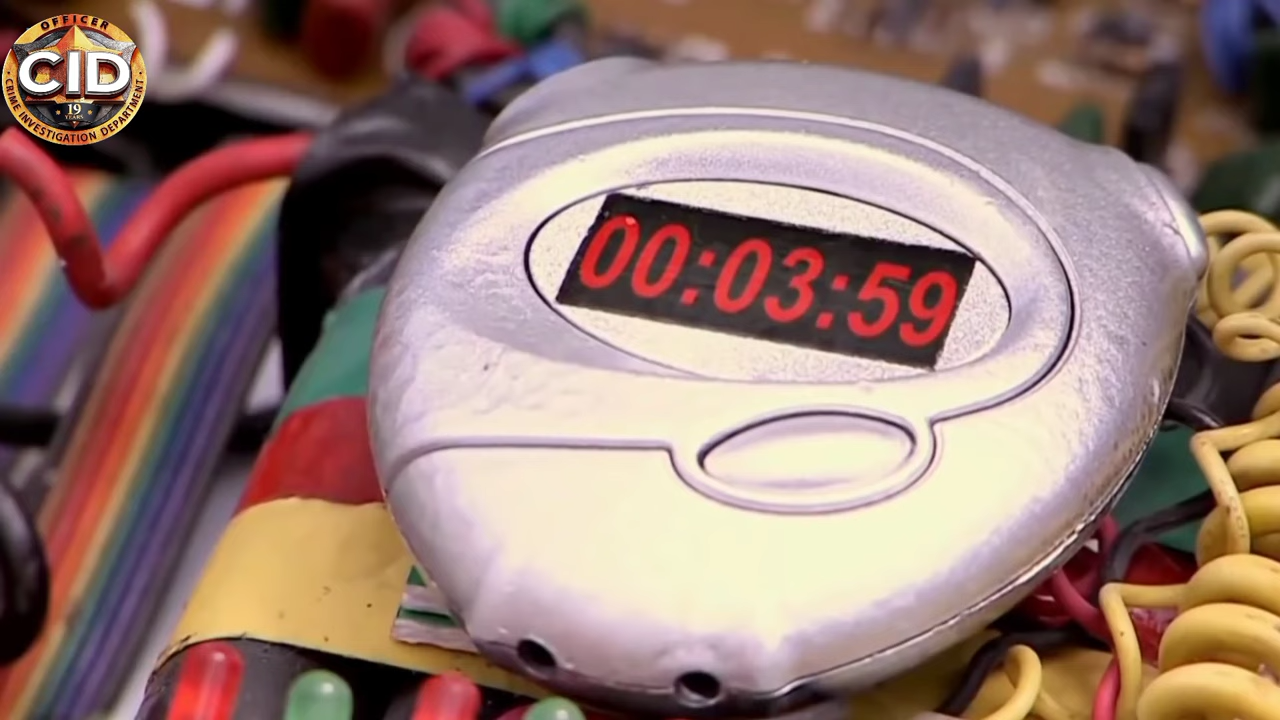 OFFICER
CID
19
YEARS
CRIME INVESTIGATION DEPARTMENT
00:03:59